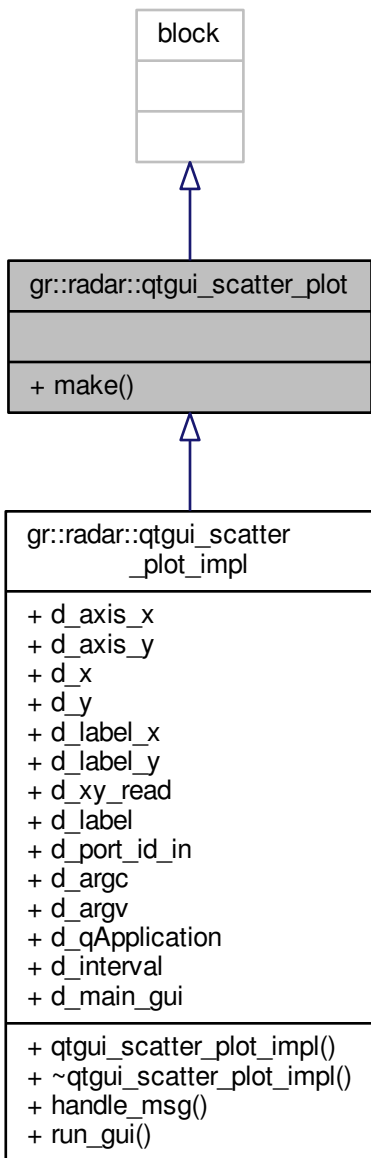 block
gr::radar::qtgui_scatter_plot
+ make()
gr::radar::qtgui_scatter
_plot_impl
+ d_axis_x
+ d_axis_y
+ d_x
+ d_y
+ d_label_x
+ d_label_y
+ d_xy_read
+ d_label
+ d_port_id_in
+ d_argc
+ d_argv
+ d_qApplication
+ d_interval
+ d_main_gui
+ qtgui_scatter_plot_impl()
+ ~qtgui_scatter_plot_impl()
+ handle_msg()
+ run_gui()